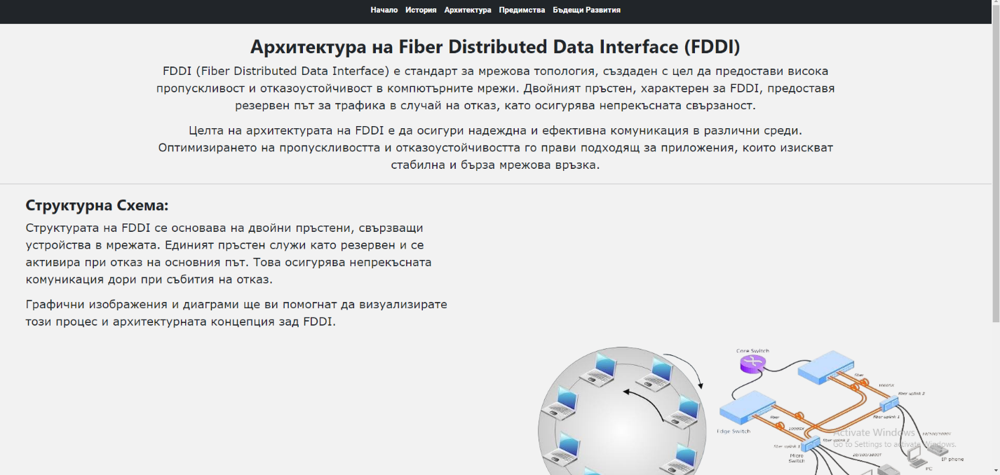 Начало История Архитектура Предимства Бъдещи Развития
Архитектура на Fiber Distributed Data Interface (FDDI)
FDDI (Fiber Distributed Data Interface) е стандарт за мрежова топология, създаден с цел да предостави висока
пропускливост и отказоустойчивост в компютърните мрежи. Двойният пръстен, характерен за FDDI, предоставя
резервен път за трафика в случай на отказ, като осигурява непрекъсната свързаност.
Целта на архитектурата на FDDI е да осигури надеждна и ефективна комуникация в различни среди.
Оптимизирането на пропускливостта и отказоустойчивостта го прави подходящ за приложения, които изискват
стабилна и бърза мрежова връзка.
Структурна Схема:
Структурата на FDDI се основава на двойни пръстени, свързващи
устройства в мрежата. Единият пръстен служи като резервен и се
активира при отказ на основния път. Това осигурява непрекъсната
комуникация дори при събития на отказ.
Графични изображения и диаграми ще ви помогнат да визуализирате
този процес и архитектурната концепция зад FDDI.
Core Switch
fiber
1000SX
fiber uplink 2
fiber uplink 1
fiber
Edge Switch
1000SX
fiber uplink 2
fiber uplink 1
Micro
Switch
10/100/1000T
10/100/1000T
IP phone
PC
Activate Windows
Go to Settings to activate Windows.